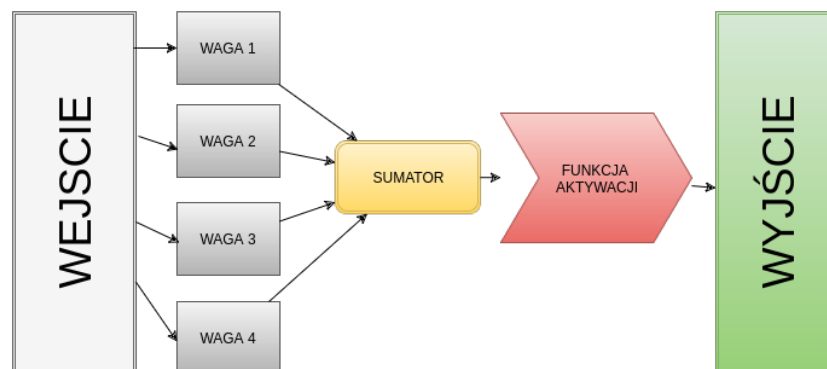 WEJSCIE
WAGA 1
WAGA 2
WAGA 3
WAGA 4
SUMATOR
FUNKCJA
AKTYWACJI
WYJŚCIE